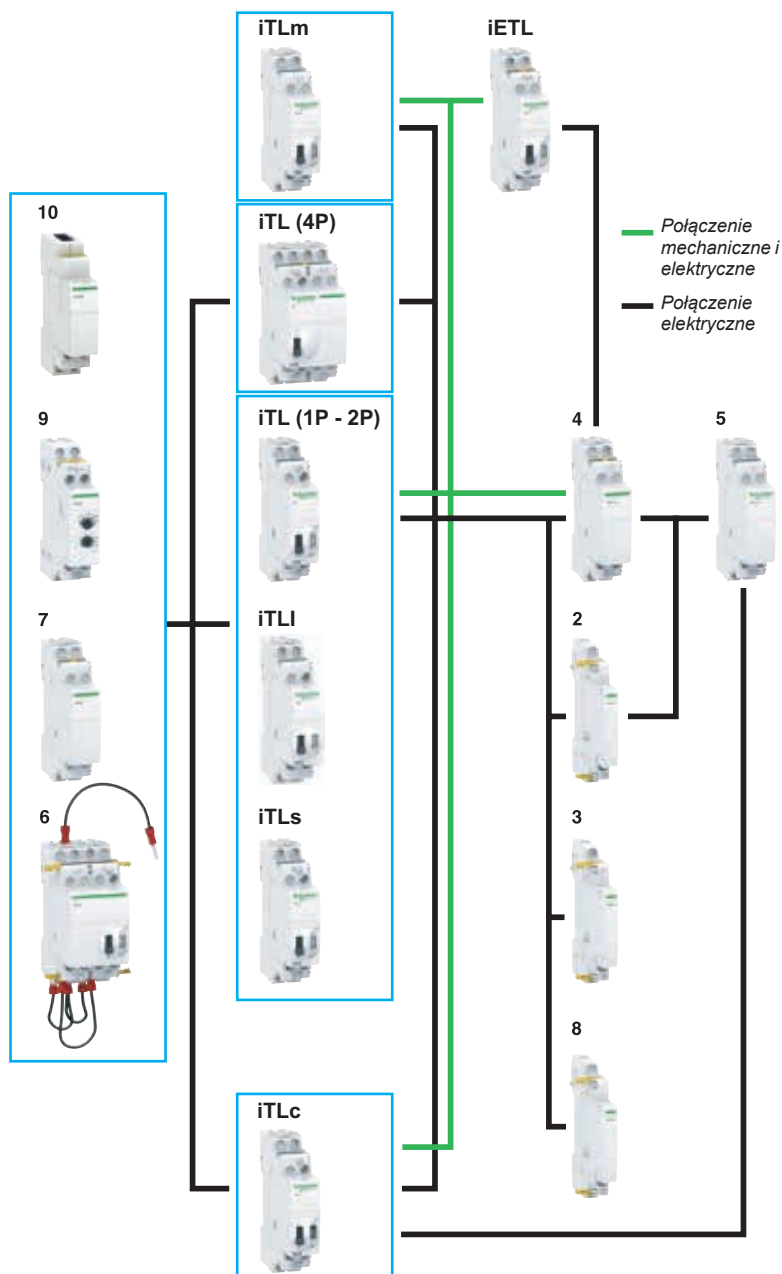 iTLm
iETL
10
iTL (4P)
Połączenie
mechaniczne i
elektryczne
Połączenie
elektryczne
9
iTL (1P - 2P)
4
5
7
iTLI
2
6
iTLs
3
8
iTLc